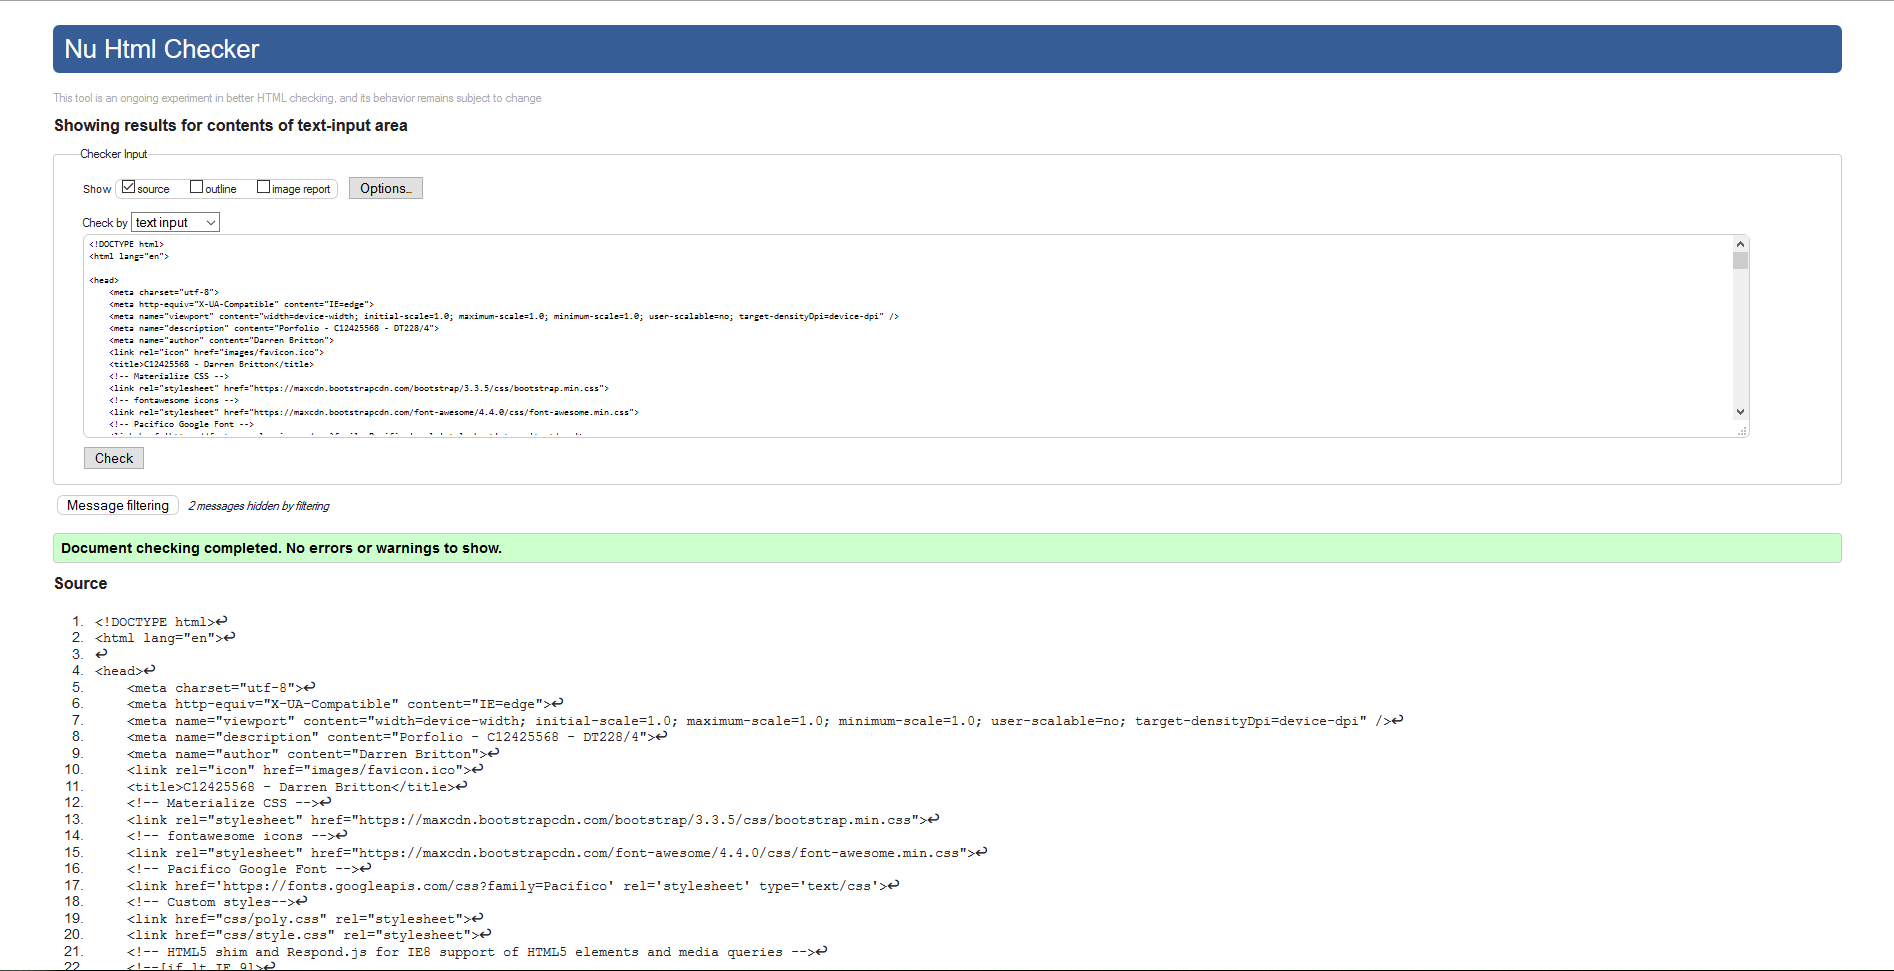 Nu Html Checker
This tool is an ongoing experiment in better HTML checking, and its behavior remains subject to change
Showing results for contents of text-input area
Checker Input
Show source outline image report Options...
Check by text input
<!DOCTYPE html>
<html lang="en">
<head>
<meta charset="utf-8">
<meta http-equiv="X-UA-Compatible" content="IE=edge">
<meta name="viewport" content="width=device-width; initial-scale=1.0; maximum-scale=1.0; minimum-scale=1.0; user-scalable=no; target-densityDpi=device-dpi" />
<meta name="description" content="Porfolio - C12425568 - DT228/4">
<meta name="author" content="Darren Britton">
<link rel="icon" href="images/favicon.ico">
<title>C12425568 - Darren Britton</title>
<!-- Materialize CSS -->
<link rel="stylesheet" href="https://maxcdn.bootstrapcdn.com/bootstrap/3.3.5/css/bootstrap.min.css">
<!-- fontawesome icons -->
<link rel="stylesheet" href="https://maxcdn.bootstrapcdn.com/font-awesome/4.4.0/css/font-awesome.min.css">
<!-- Pacifico Google Font -->
Check
Message filtering 2 messages hidden by filtering
Document checking completed. No errors or warnings to show.
Source
1. <!DOCTYPE html>↩
2. <html lang="en">↩
3. ↩
4. <head>↩
5. <meta charset="utf-8">↩
6. <meta http-equiv="X-UA-Compatible" content="IE=edge">↩
7. <meta name="viewport" content="width=device-width; initial-scale=1.0; maximum-scale=1.0; minimum-scale=1.0; user-scalable=no; target-densityDpi=device-dpi" />↩
8. <meta name="description" content="Porfolio - C12425568 - DT228/4">↩
9. <meta name="author" content="Darren Britton">↩
10. <link rel="icon" href="images/favicon.ico">↩
11. <title>C12425568 - Darren Britton</title>↩
12. <!-- Materialize CSS -->↩
13. <link rel="stylesheet" href="https://maxcdn.bootstrapcdn.com/bootstrap/3.3.5/css/bootstrap.min.css">↩
14. <!-- fontawesome icons -->↩
15. <link rel="stylesheet" href="https://maxcdn.bootstrapcdn.com/font-awesome/4.4.0/css/font-awesome.min.css">↩
16. <!-- Pacifico Google Font -->↩
17. <link href='https://fonts.googleapis.com/css?family=Pacifico' rel='stylesheet' type='text/css'>↩
18. <!-- Custom styles-->↩
19. <link href="css/poly.css" rel="stylesheet">↩
20. <link href="css/style.css" rel="stylesheet">↩
21. <!-- HTML5 shim and Respond.js for IE8 support of HTML5 elements and media queries -->↩
22. <!--[if lt IE 9]>↩